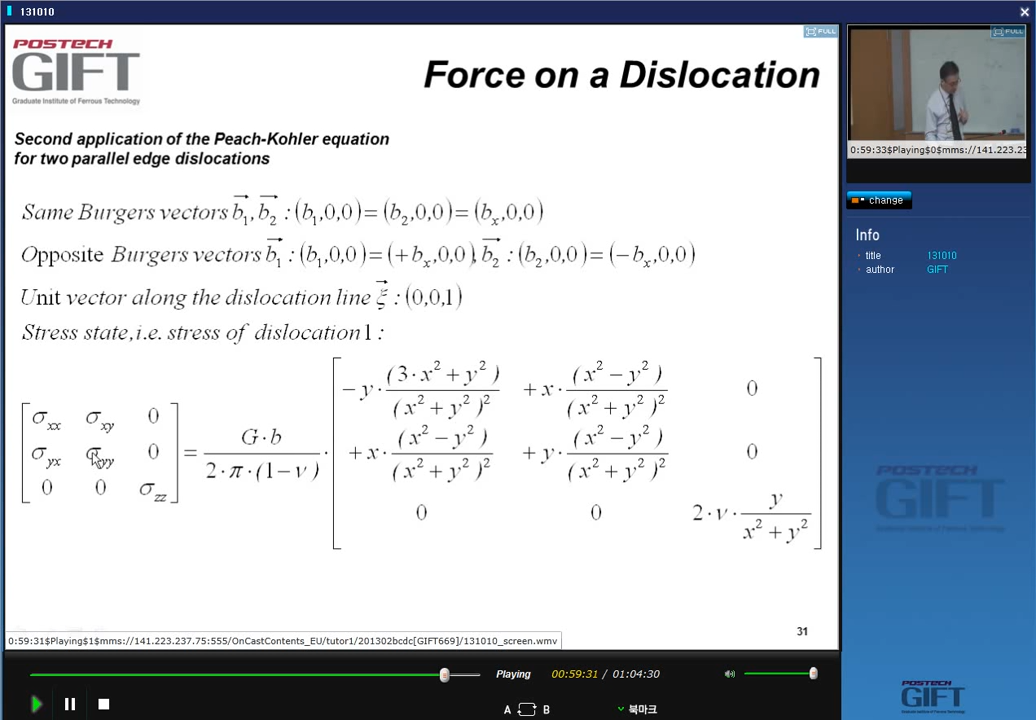 131010
POSTECH
GIFT
Graduate Institute of Ferrous Technology
FULL
Force on a Dislocation
Second application of the Peach-Kohler equation
for two parallel edge dislocations
Same Burgers vectors b₁, b₂ : (b₁,0,0) = (b₂,0,0) = (bₓ,0,0)
Opposite Burgers vectors b₁ : (b₁,0,0) = (+bₓ,0,0), b₂ : (b₂,0,0) = (−bₓ,0,0)
Unit vector along the dislocation line ξ : (0,0,1)
Stress state, i.e. stress of dislocation 1 :
[σxx σxy 0; σyx σyy 0; 0 0 σzz] = G·b / 2·π·(1−ν) · [−y·(3·x²+y²)/(x²+y²)² +x·(x²−y²)/(x²+y²)² 0; +x·(x²−y²)/(x²+y²)² +y·(x²−y²)/(x²+y²)² 0; 0 0 2·ν·y/(x²+y²)]
31
0:59:31$Playing$1$mms://141.223.237.75:555/OnCastContents_EU/tutor1/201302bcdc[GIFT669]/131010_screen.wmv
Playing 00:59:31 / 01:04:30
A B 북마크
FULL
0:59:33$Playing$0$mms://141.223.23
change
Info
title 131010
author GIFT
POSTECH
GIFT
Graduate Institute of Ferrous Technology
POSTECH
GIFT